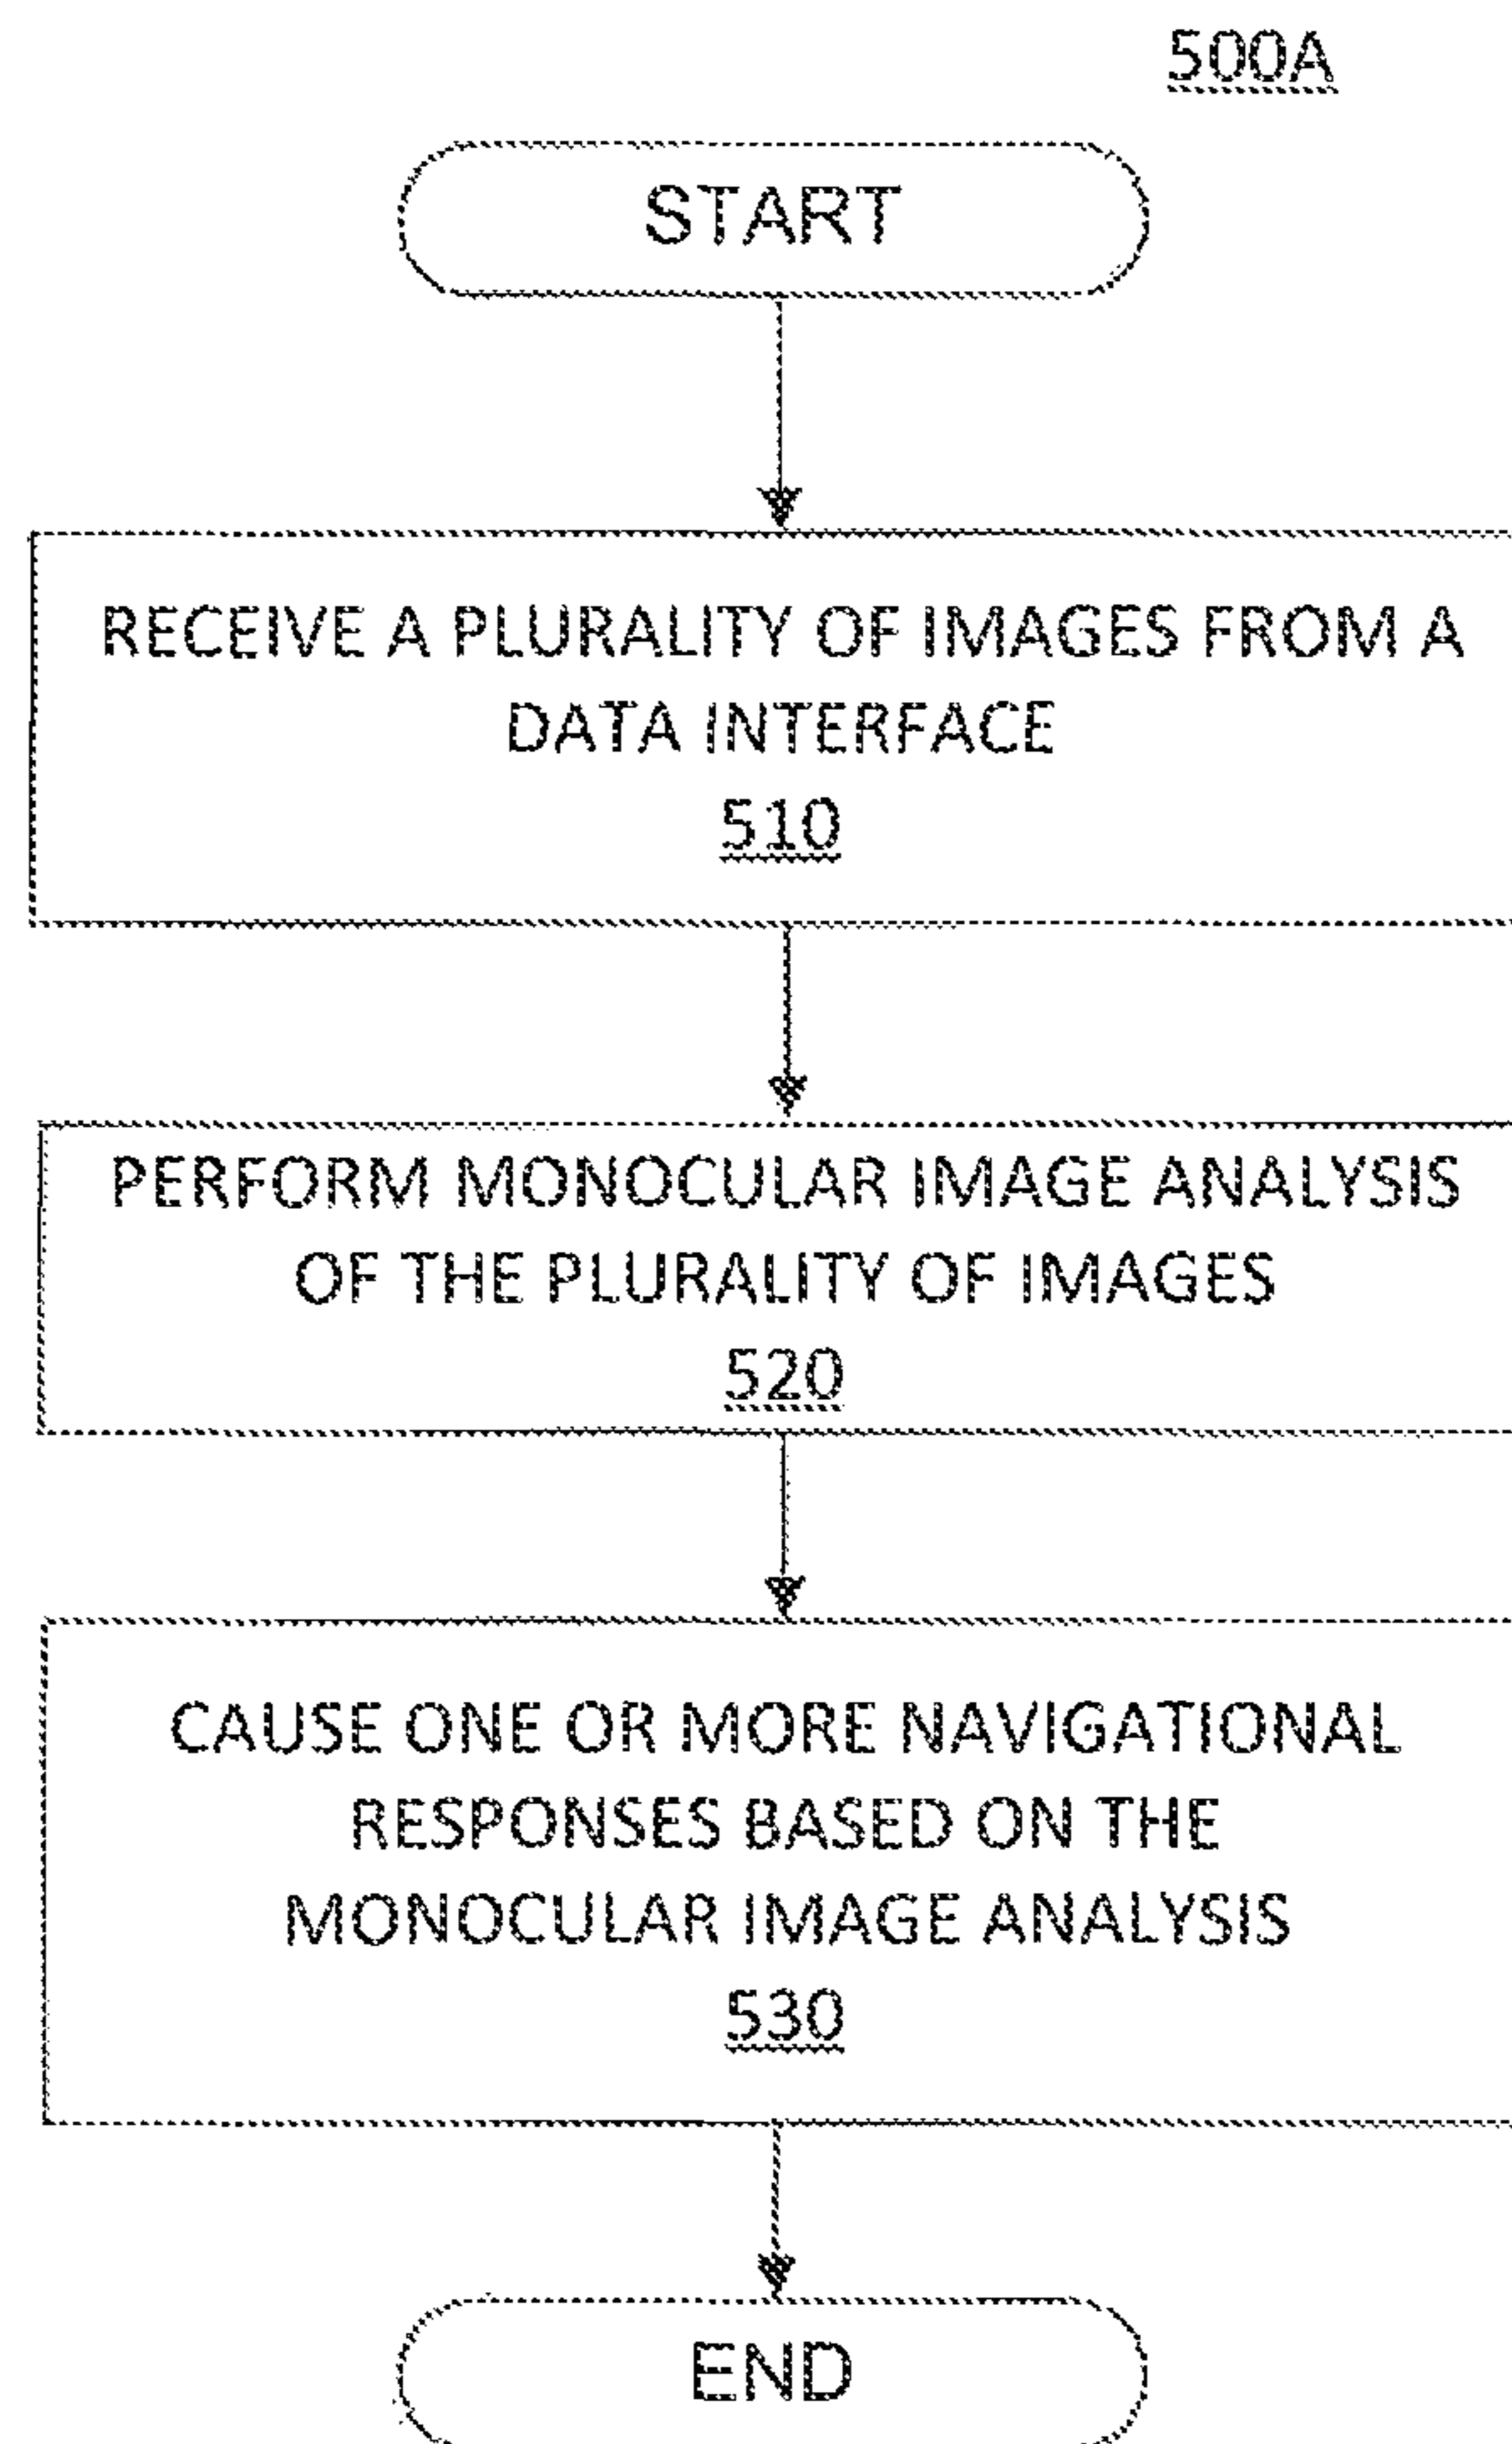 500A
START
RECEIVE A PLURALITY OF IMAGES FROM A
DATA INTERFACE
510
PERFORM MONOCULAR IMAGE ANALYSIS
OF THE PLURALITY OF IMAGES
520
CAUSE ONE OR MORE NAVIGATIONAL
RESPONSES BASED ON THE
MONOCULAR IMAGE ANALYSIS
530
END